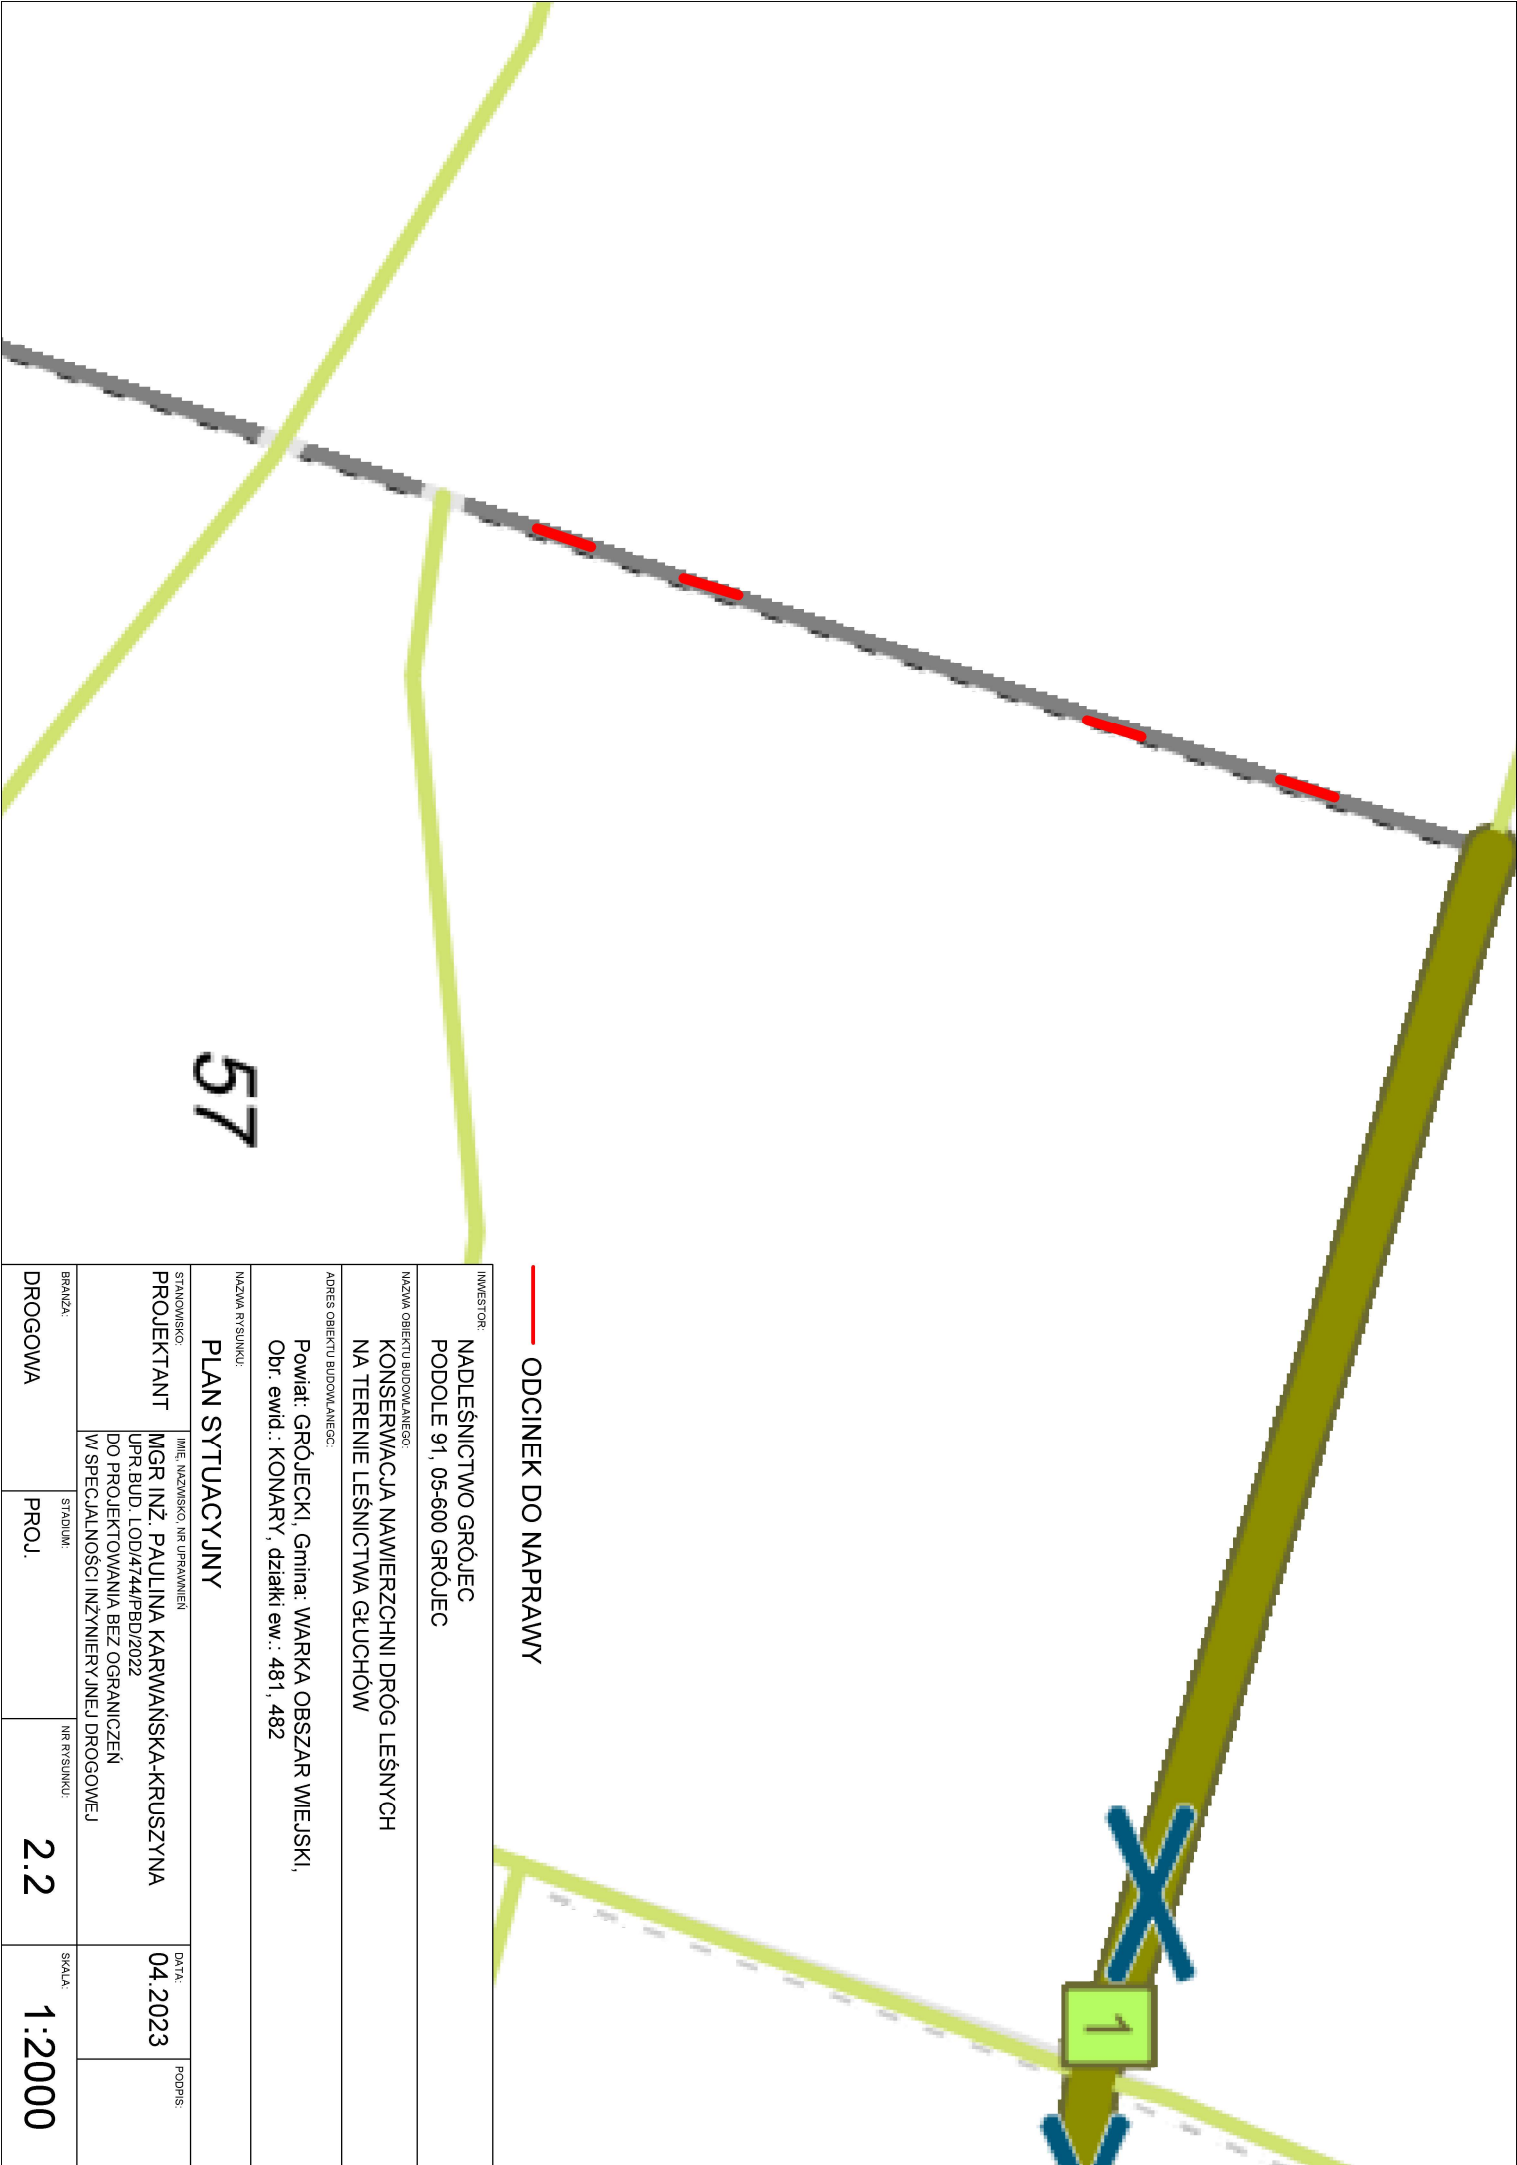 1
57
ODCINEK DO NAPRAWY
INWESTOR:
NADLEŚNICTWO GRÓJEC
PODOLE 91, 05-600 GRÓJEC
NAZWA OBIEKTU BUDOWLANEGO:
KONSERWACJA NAWIERZCHNI DRÓG LEŚNYCH
NA TERENIE LEŚNICTWA GŁUCHÓW
ADRES OBIEKTU BUDOWLANEGC:
Powiat: GRÓJECKI, Gmina: WARKA OBSZAR WIEJSKI,
Obr. ewid.: KONARY, działki ew.: 481, 482
NAZWA RYSUNKU:
PLAN SYTUACYJNY
STANOWISKO:
PROJEKTANT
IMIĘ, NAZWISKO, NR UPRAWNIEŃ
MGR INŻ. PAULINA KARWAŃSKA-KRUSZYNA
UPR.BUD. LOD/4744/PBD/2022
DO PROJEKTOWANIA BEZ OGRANICZEŃ
W SPECJALNOŚCI INŻYNIERYJNEJ DROGOWEJ
DATA:
04.2023
PODPIS:
BRANŻA:
DROGOWA
STADIUM:
PROJ.
NR RYSUNKU:
2.2
SKALA:
1:2000